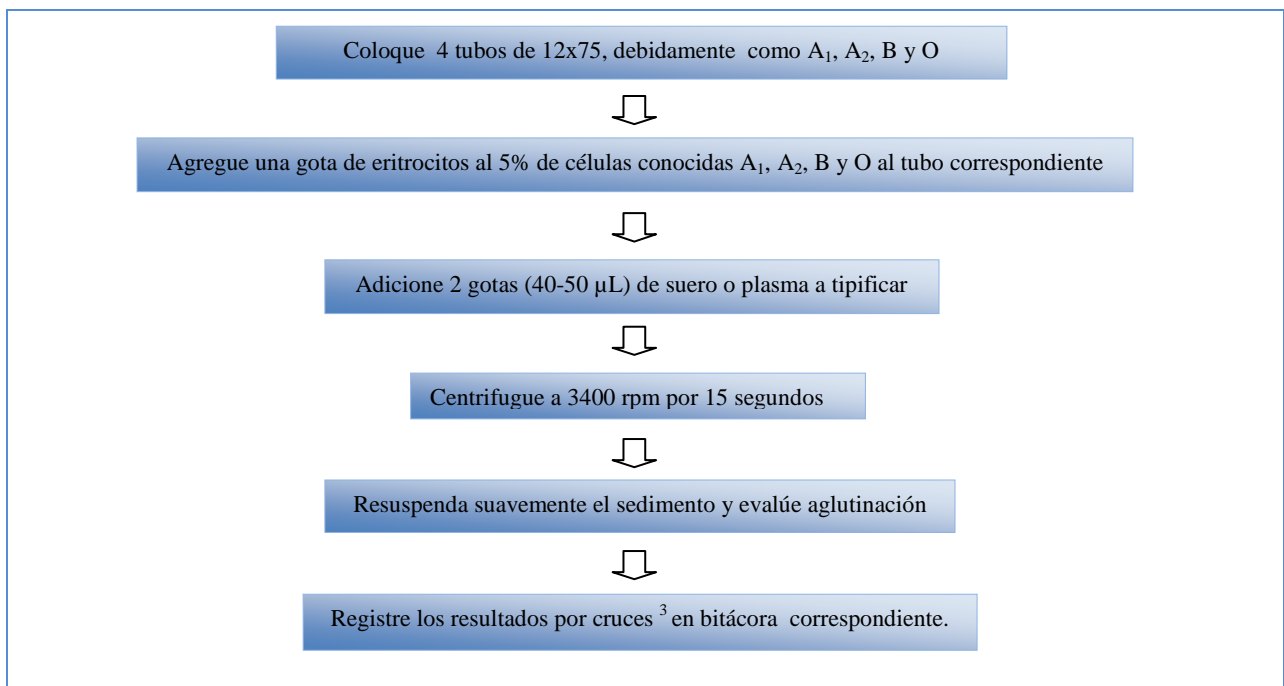 Coloque 4 tubos de 12x75, debidamente como A₁, A₂, B y O
Agregue una gota de eritrocitos al 5% de células conocidas A₁, A₂, B y O al tubo correspondiente
Adicione 2 gotas (40-50 µL) de suero o plasma a tipificar
Centrifugue a 3400 rpm por 15 segundos
Resuspenda suavemente el sedimento y evalúe aglutinación
Registre los resultados por cruces ³ en bitácora correspondiente.